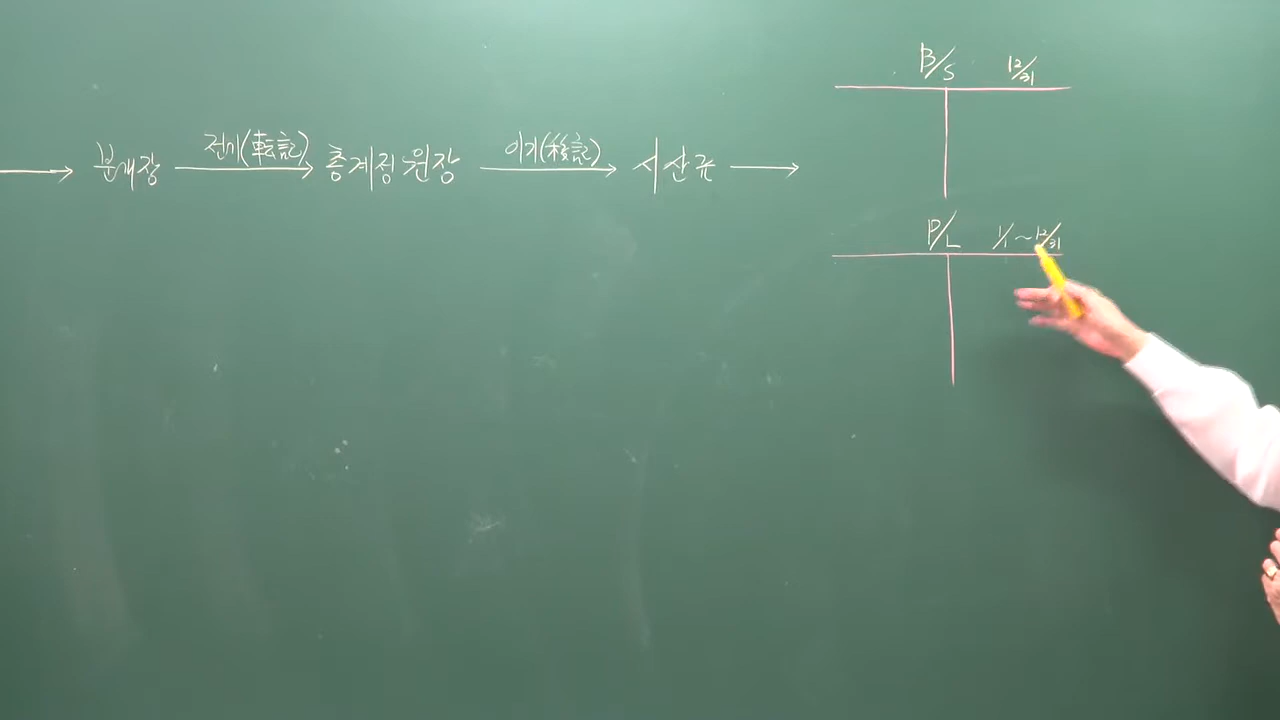 B/S 12/31
→ 분개장 전기(転記) → 총계정원장 이기(移記) → 시산표 →
P/L 1/1 ~ 12/31